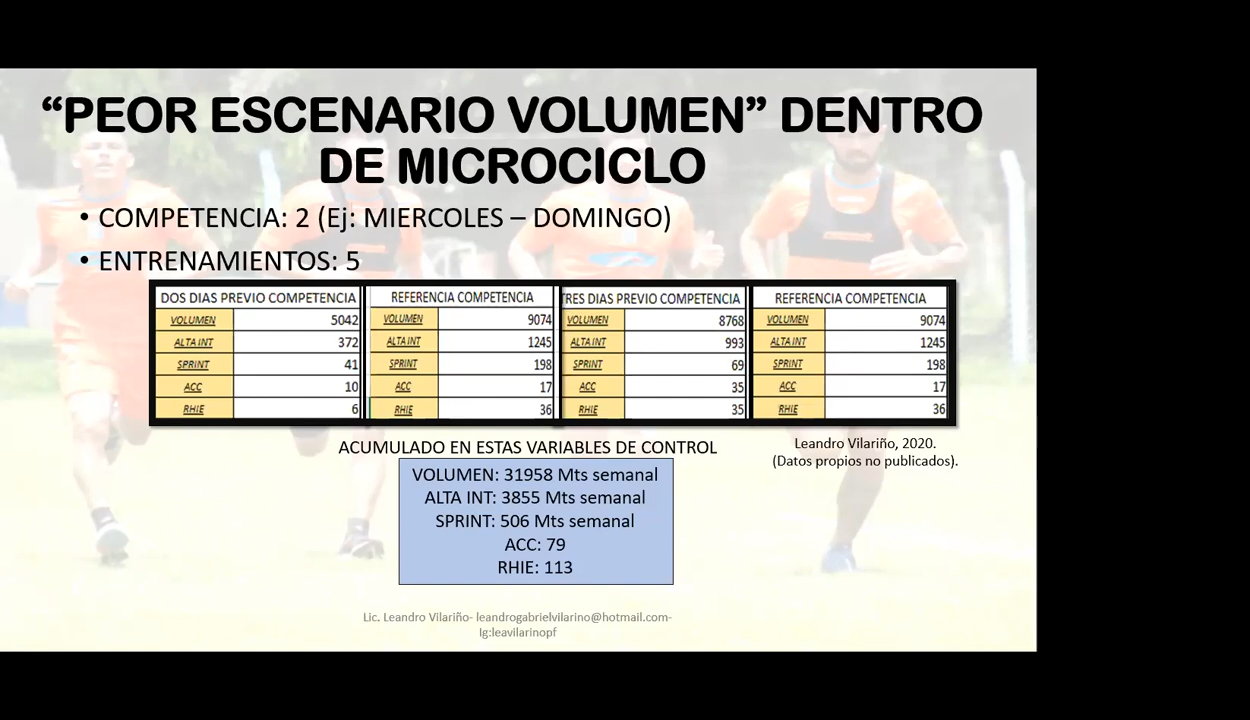 “PEOR ESCENARIO VOLUMEN” DENTRO
DE MICROCICLO
• COMPETENCIA: 2 (Ej: MIERCOLES – DOMINGO)
• ENTRENAMIENTOS: 5
DOS DIAS PREVIO COMPETENCIA
VOLUMEN 5042
ALTA INT 372
SPRINT 41
ACC 10
RHIE 6
REFERENCIA COMPETENCIA
VOLUMEN 9074
ALTA INT 1245
SPRINT 198
ACC 17
RHIE 36
TRES DIAS PREVIO COMPETENCIA
VOLUMEN 8768
ALTA INT 993
SPRINT 69
ACC 35
RHIE 35
REFERENCIA COMPETENCIA
VOLUMEN 9074
ALTA INT 1245
SPRINT 198
ACC 17
RHIE 36
ACUMULADO EN ESTAS VARIABLES DE CONTROL
VOLUMEN: 31958 Mts semanal
ALTA INT: 3855 Mts semanal
SPRINT: 506 Mts semanal
ACC: 79
RHIE: 113
Leandro Vilariño, 2020.
(Datos propios no publicados).
Lic. Leandro Vilariño- leandrogabrielvilarino@hotmail.com-
Ig:leavilarinopf